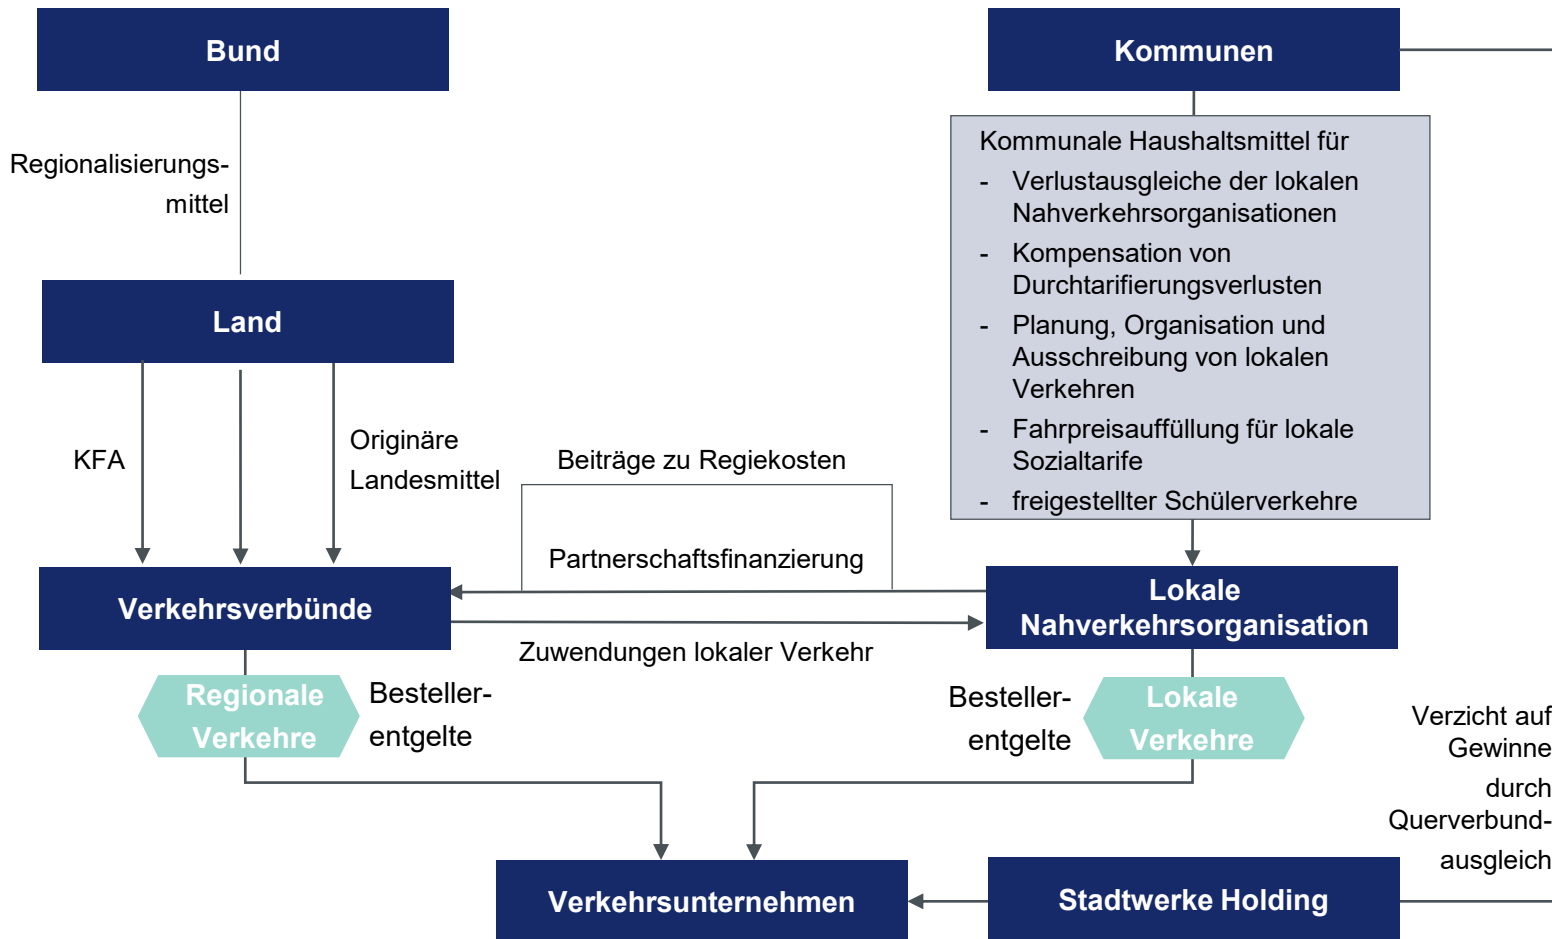 Bund
Kommunen
Regionalisierungs-
mittel
Kommunale Haushaltsmittel für
- Verlustausgleiche der lokalen
Nahverkehrsorganisationen
- Kompensation von
Durchtarifierungsverlusten
- Planung, Organisation und
Ausschreibung von lokalen
Verkehren
- Fahrpreisauffüllung für lokale
Sozialtarife
- freigestellter Schülerverkehre
Land
KFA
Originäre
Landesmittel
Beiträge zu Regiekosten
Partnerschaftsfinanzierung
Verkehrsverbünde
Lokale
Nahverkehrsorganisation
Zuwendungen lokaler Verkehr
Regionale
Verkehre
Besteller-
entgelte
Besteller-
entgelte
Lokale
Verkehre
Verzicht auf
Gewinne
durch
Querverbund-
ausgleich
Verkehrsunternehmen
Stadtwerke Holding